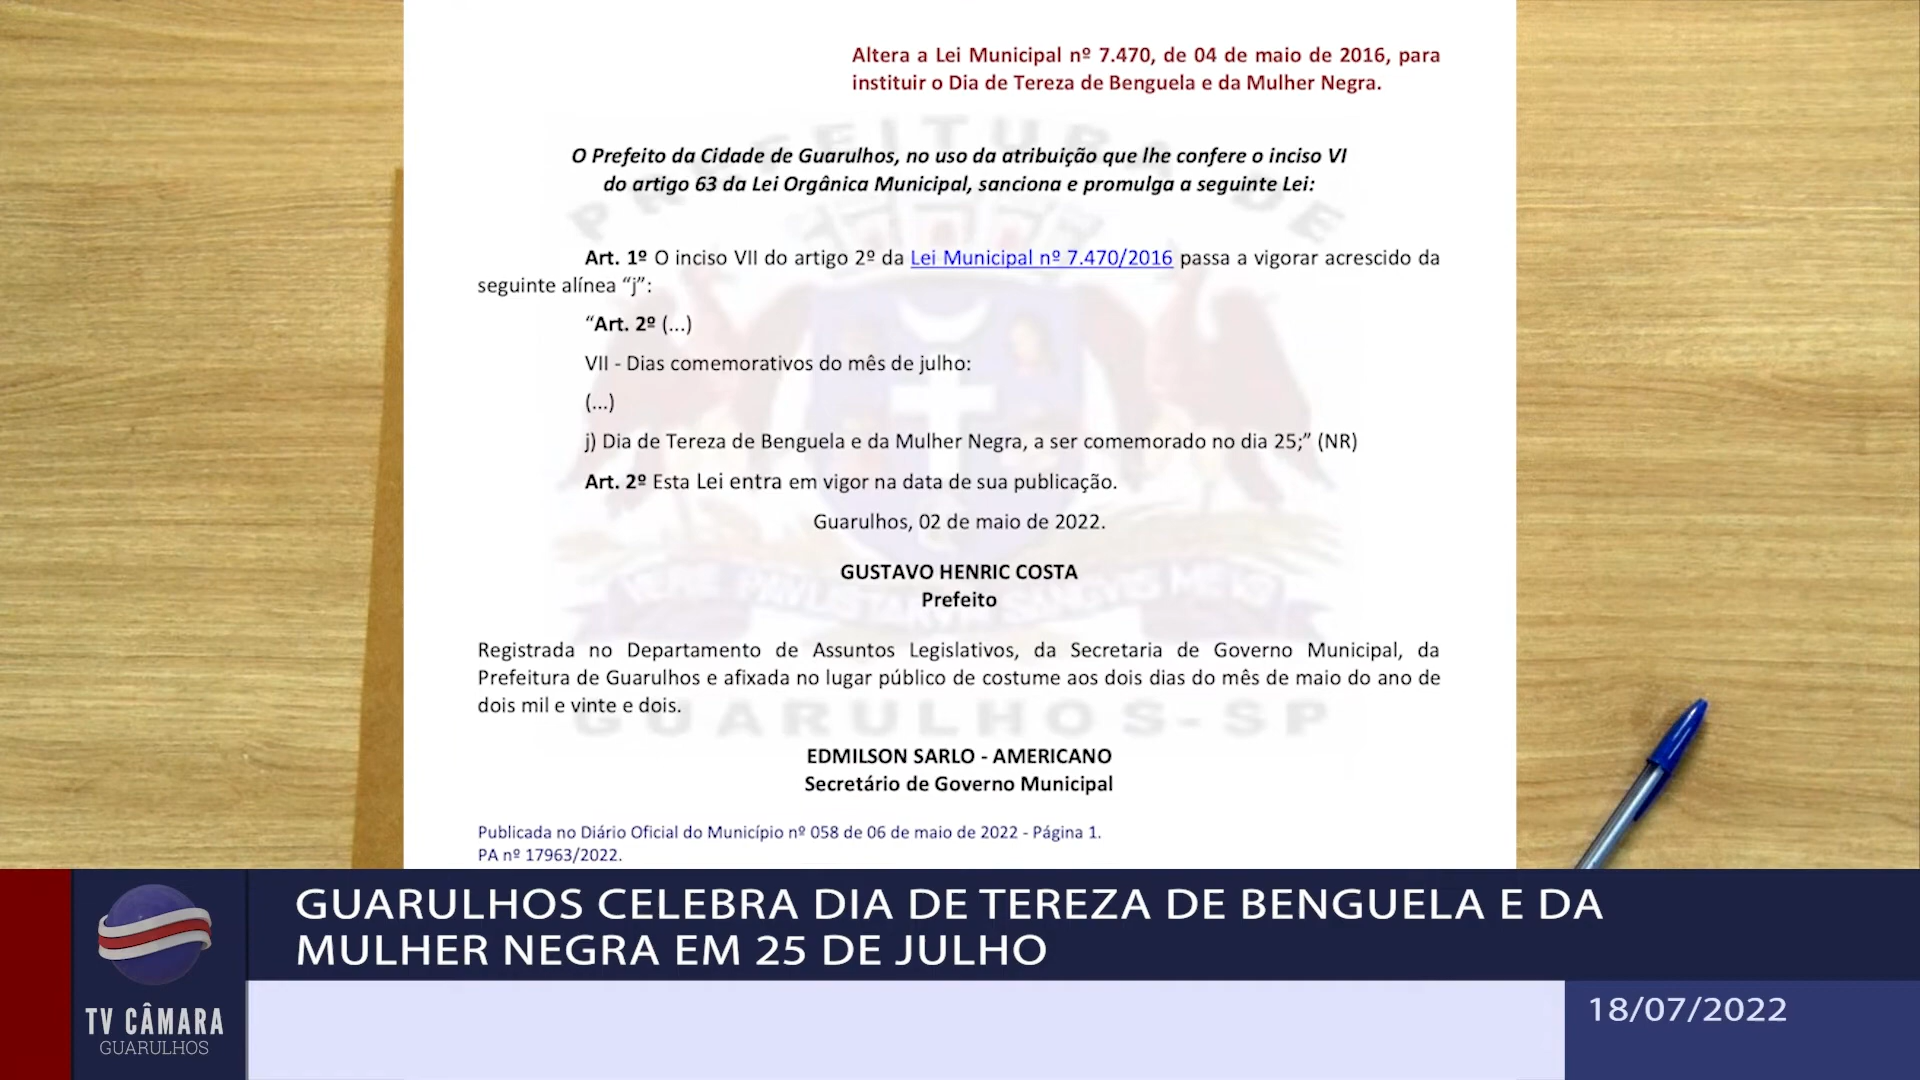 Altera a Lei Municipal nº 7.470, de 04 de maio de 2016, para
instituir o Dia de Tereza de Benguela e da Mulher Negra.
PREFEITURA DE
O Prefeito da Cidade de Guarulhos, no uso da atribuição que lhe confere o inciso VI
do artigo 63 da Lei Orgânica Municipal, sanciona e promulga a seguinte Lei:
Art. 1º O inciso VII do artigo 2º da Lei Municipal nº 7.470/2016 passa a vigorar acrescido da
seguinte alínea “j”:
“Art. 2º (...)
VII - Dias comemorativos do mês de julho:
(...)
j) Dia de Tereza de Benguela e da Mulher Negra, a ser comemorado no dia 25;” (NR)
Art. 2º Esta Lei entra em vigor na data de sua publicação.
Guarulhos, 02 de maio de 2022.
GUSTAVO HENRIC COSTA
Prefeito
Registrada no Departamento de Assuntos Legislativos, da Secretaria de Governo Municipal, da
Prefeitura de Guarulhos e afixada no lugar público de costume aos dois dias do mês de maio do ano de
dois mil e vinte e dois.
GUARULHOS-SP
EDMILSON SARLO - AMERICANO
Secretário de Governo Municipal
Publicada no Diário Oficial do Município nº 058 de 06 de maio de 2022 - Página 1.
PA nº 17963/2022.
GUARULHOS CELEBRA DIA DE TEREZA DE BENGUELA E DA
MULHER NEGRA EM 25 DE JULHO
TV CÂMARA
GUARULHOS
18/07/2022